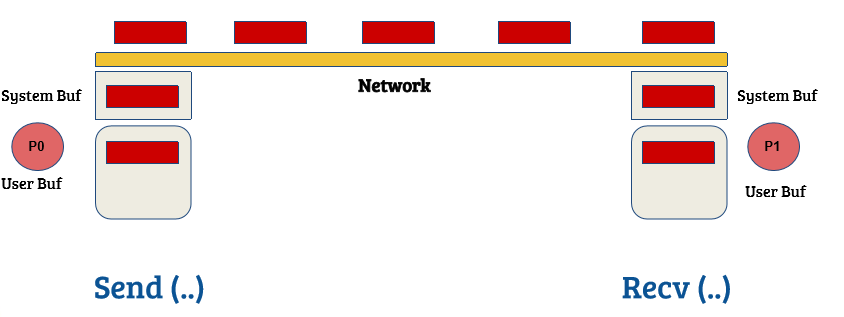 Network
System Buf
System Buf
P0
P1
User Buf
User Buf
Send (..)
Recv (..)